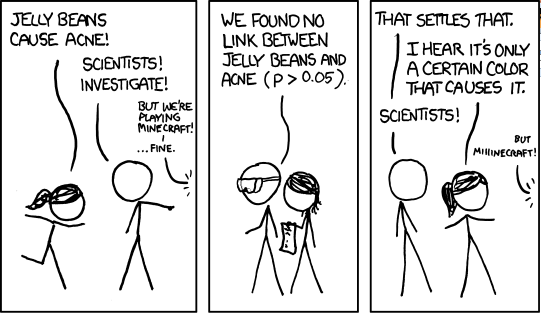 JELLY BEANS
CAUSE ACNE!
SCIENTISTS!
INVESTIGATE!
BUT WE'RE
PLAYING
MINECRAFT!
...FINE.
WE FOUND NO
LINK BETWEEN
JELLY BEANS AND
ACNE (P > 0.05).
THAT SETTLES THAT.
I HEAR IT'S ONLY
A CERTAIN COLOR
THAT CAUSES IT.
SCIENTISTS!
BUT
MIIINECRAFT!